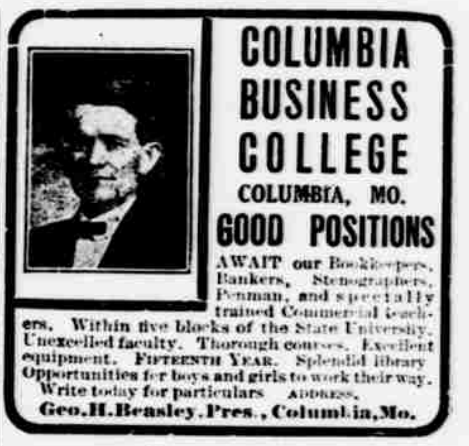 COLUMBIA
BUSINESS
COLLEGE
COLUMBIA, MO.
GOOD POSITIONS
AWAIT our Bookkeepers,
Bankers, Stenographers,
Penman, and specially
trained Commercial teach-
ers. Within five blocks of the State University.
Unexcelled faculty. Thorough courses. Excellent
equipment. FIFTEENTH YEAR. Splendid library
Opportunities for boys and girls to work their way.
Write today for particulars ADDRESS,
Geo.H.Beasley,Pres., Columbia,Mo.